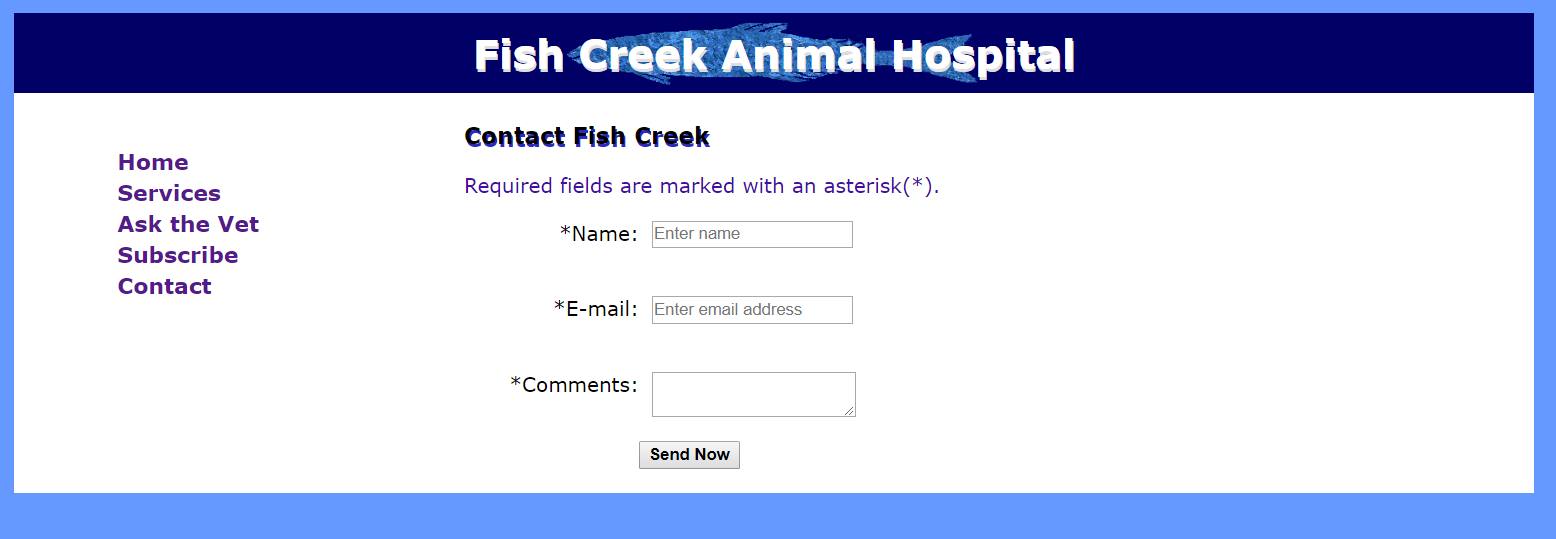 Fish Creek Animal Hospital
Home
Services
Ask the Vet
Subscribe
Contact
Contact Fish Creek
Required fields are marked with an asterisk(*).
*Name: Enter name
*E-mail: Enter email address
*Comments:
Send Now